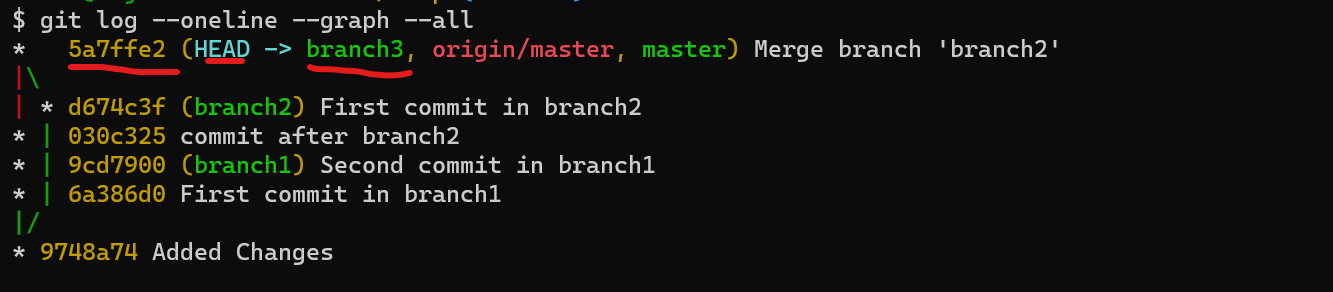 $ git log --oneline --graph --all
*   5a7ffe2 (HEAD -> branch3, origin/master, master) Merge branch 'branch2'
|\
| * d674c3f (branch2) First commit in branch2
* | 030c325 commit after branch2
* | 9cd7900 (branch1) Second commit in branch1
* | 6a386d0 First commit in branch1
|/
* 9748a74 Added Changes